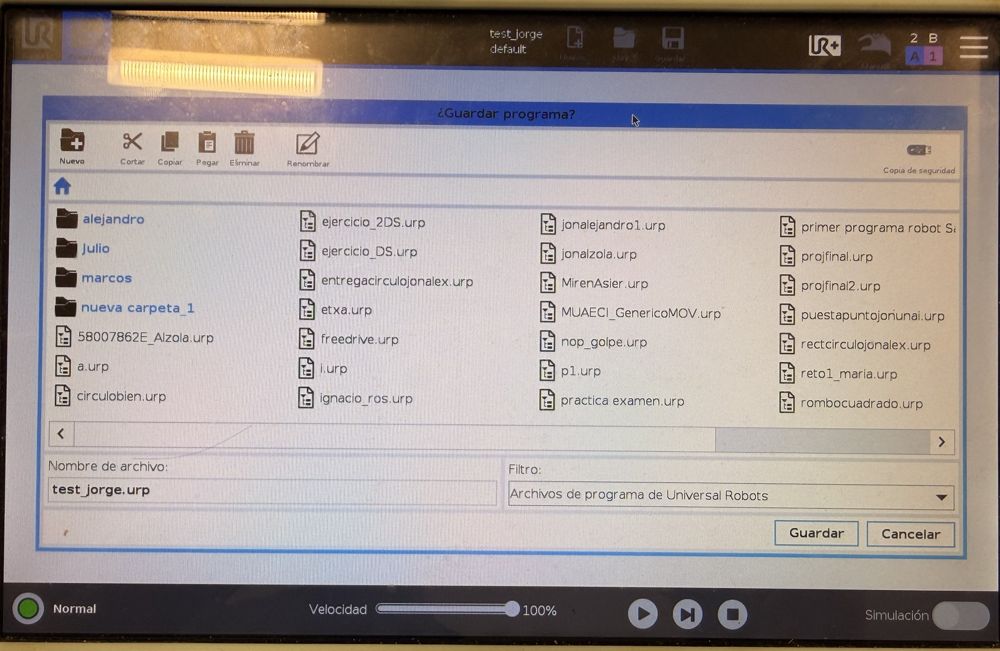 UR
test_jorge
default
UR+
2 B
A 1
¿Guardar programa?
Nuevo
Cortar
Copiar
Pegar
Eliminar
Renombrar
Copia de seguridad
alejandro
Julio
marcos
nueva carpeta_1
58007862E_Alzola.urp
a.urp
circulobien.urp
ejercicio_2DS.urp
ejercicio_DS.urp
entregacirculojonalex.urp
etxa.urp
freedrive.urp
i.urp
ignacio_ros.urp
jonalejandro1.urp
jonalzola.urp
MirenAsier.urp
MUAECI_GenericoMOV.urp
nop_golpe.urp
p1.urp
practica examen.urp
primer programa robot Sa
projfinal.urp
projfinal2.urp
puestapuntojonunai.urp
rectcirculojonalex.urp
reto1_maria.urp
rombocuadrado.urp
Nombre de archivo:
test_jorge.urp
Filtro:
Archivos de programa de Universal Robots
Guardar
Cancelar
Normal
Velocidad
100%
Simulación